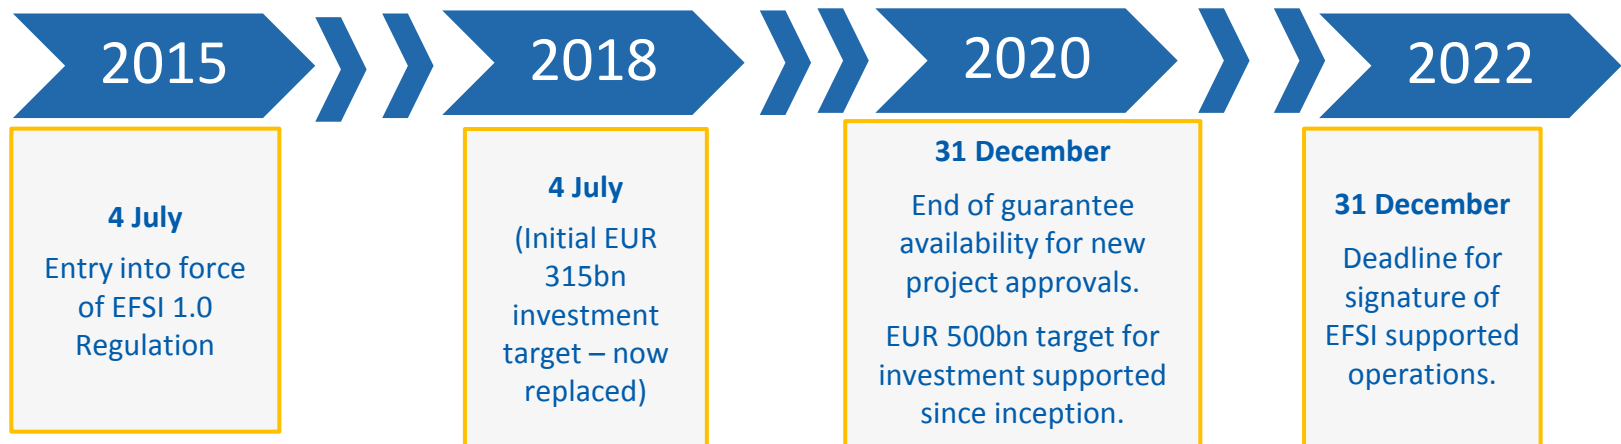 2015
2018
2020
2022
4 July
Entry into force
of EFSI 1.0
Regulation
4 July
(Initial EUR
315bn
investment
target – now
replaced)
31 December
End of guarantee
availability for new
project approvals.
EUR 500bn target for
investment supported
since inception.
31 December
Deadline for
signature of
EFSI supported
operations.